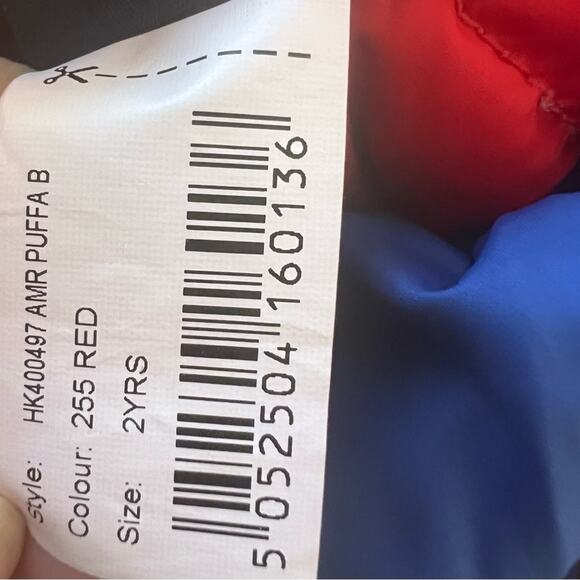 Style: HK400497 AMR PUFFA B
Colour: 255 RED
Size: 2YRS
5 052504 160136